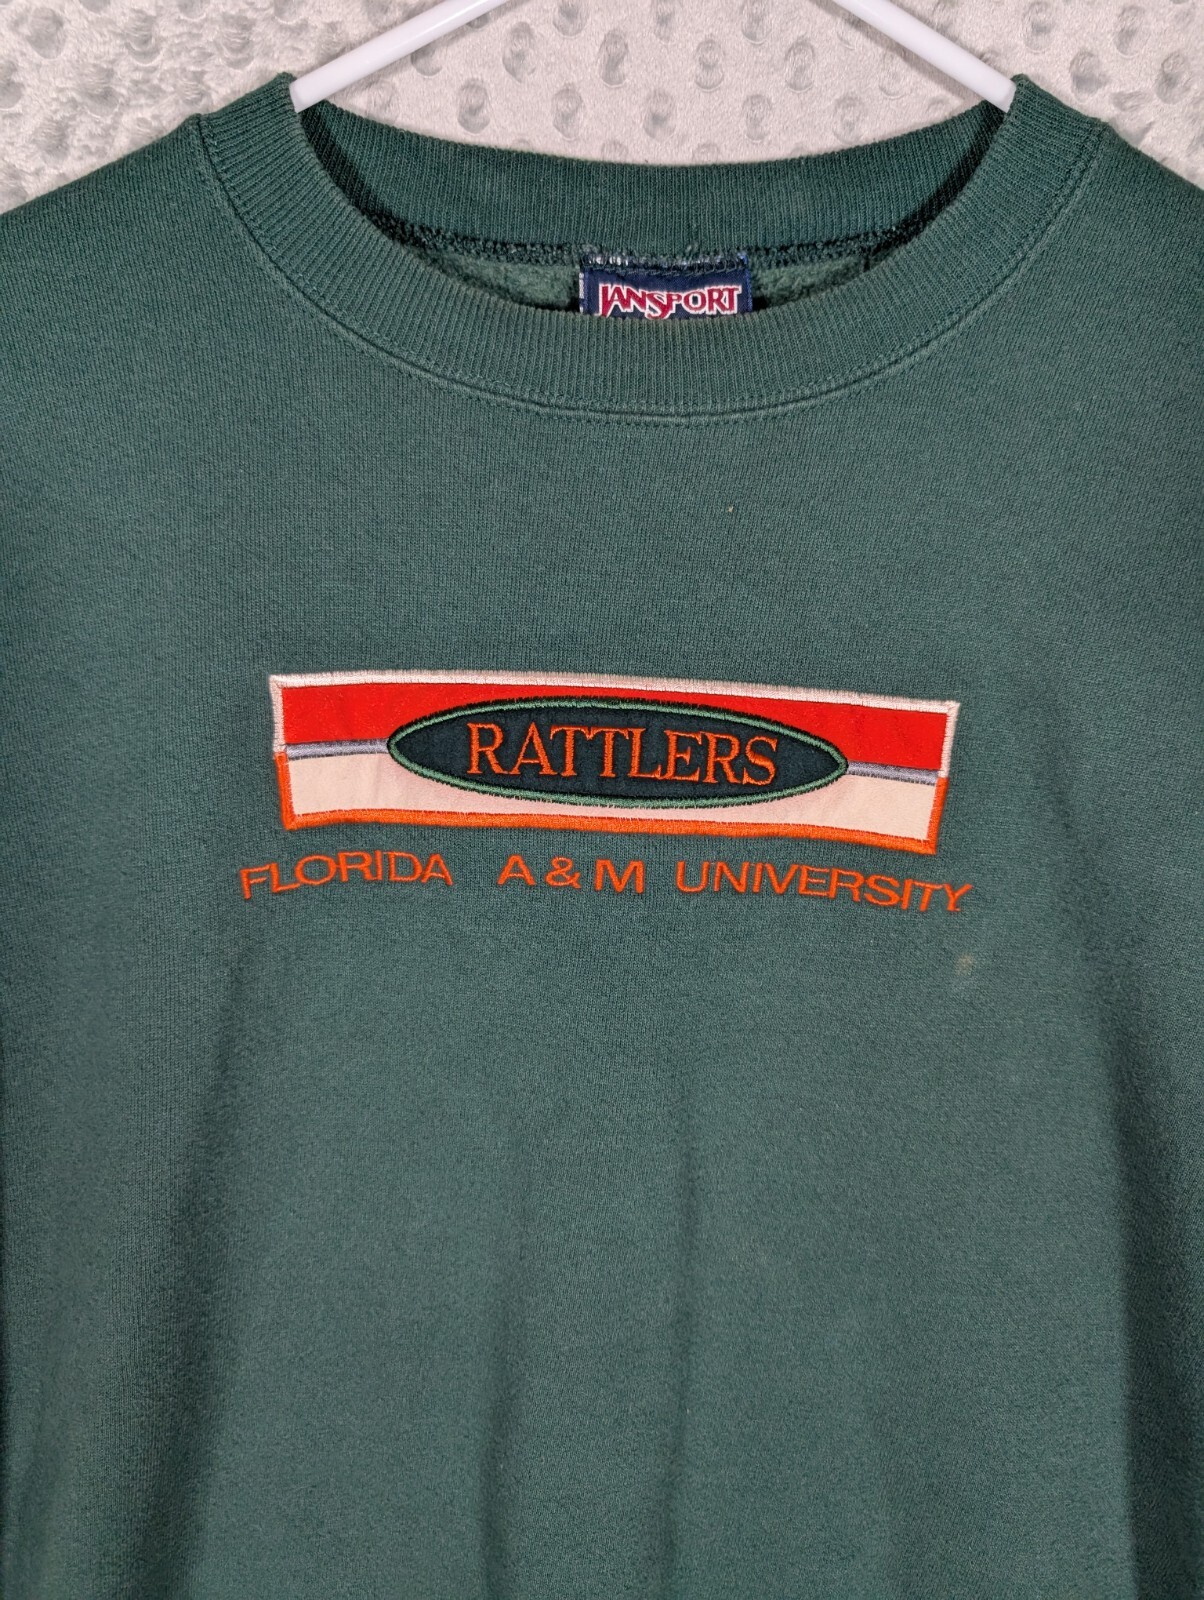 JANSPORT
RATTLERS
FLORIDA A & M UNIVERSITY